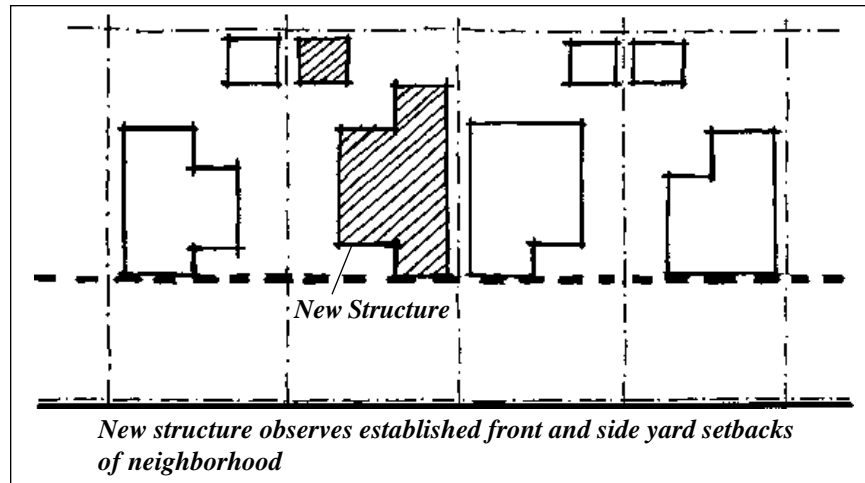 New Structure
New structure observes established front and side yard setbacks
of neighborhood